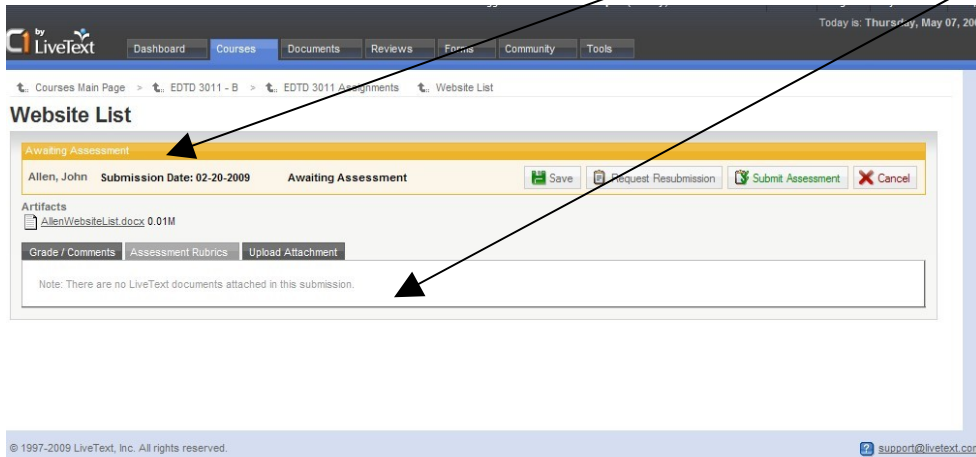 Today is: Thursday, May 07,
C1 by LiveText
Dashboard Courses Documents Reviews Forms Community Tools
Courses Main Page > EDTD 3011 - B > EDTD 3011 Assignments Website List
Website List
Awaiting Assessment
Allen, John Submission Date: 02-20-2009 Awaiting Assessment Save Request Resubmission Submit Assessment Cancel
Artifacts
AllenWebsiteList.docx 0.01M
Grade / Comments Assessment Rubrics Upload Attachment
Note: There are no LiveText documents attached in this submission.
© 1997-2009 LiveText, Inc. All rights reserved. support@livetext.com